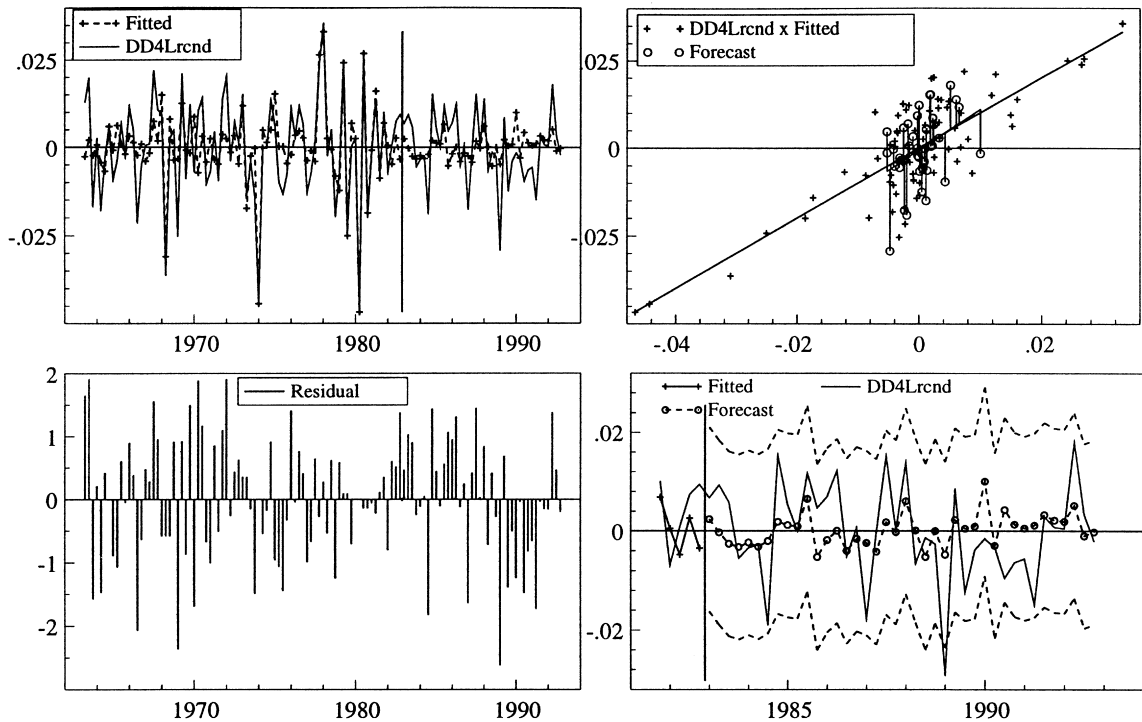 Fitted
DD4Lrcnd
.025
0
-.025
1970 1980 1990
DD4Lrcnd x Fitted
Forecast
.025
0
.025
-.04 -.02 0 .02
Residual
2
1
0
-1
-2
1970 1980 1990
Fitted DD4Lrcnd
Forecast
.02
0
-.02
1985 1990